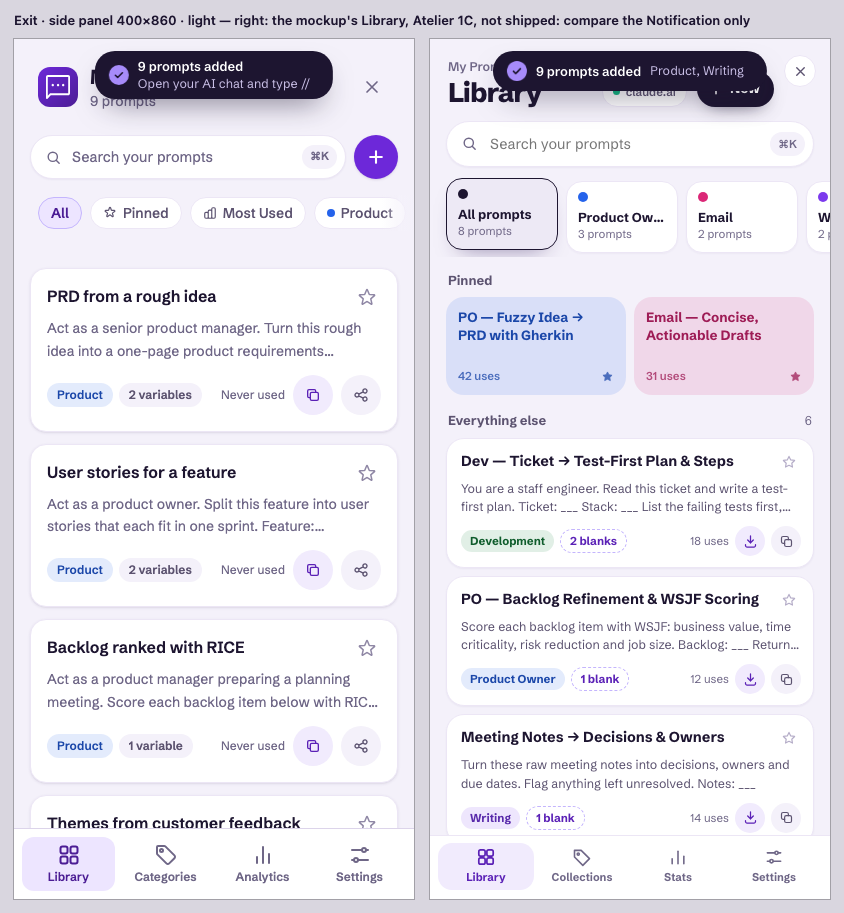 Exit · side panel 400×860 · light — right: the mockup's Library, Atelier 1C, not shipped: compare the Notification only
9 prompts added
Open your AI chat and type //
9 prompts
Search your prompts
⌘K
All
Pinned
Most Used
Product
PRD from a rough idea
Act as a senior product manager. Turn this rough
idea into a one-page product requirements…
Product
2 variables
Never used
User stories for a feature
Act as a product owner. Split this feature into user
stories that each fit in one sprint. Feature:…
Product
2 variables
Never used
Backlog ranked with RICE
Act as a product manager preparing a planning
meeting. Score each backlog item below with RIC…
Product
1 variable
Never used
Themes from customer feedback
Library
Categories
Analytics
Settings
9 prompts added Product, Writing
Library
claude.ai
Search your prompts
⌘K
All prompts
8 prompts
Product Ow…
3 prompts
Email
2 prompts
Pinned
PO — Fuzzy Idea →
PRD with Gherkin
42 uses
Email — Concise,
Actionable Drafts
31 uses
Everything else
6
Dev — Ticket → Test-First Plan & Steps
You are a staff engineer. Read this ticket and write a test-
first plan. Ticket: ___ Stack: ___ List the failing tests first,…
Development
2 blanks
18 uses
PO — Backlog Refinement & WSJF Scoring
Score each backlog item with WSJF: business value, time
criticality, risk reduction and job size. Backlog: ___ Return…
Product Owner
1 blank
12 uses
Meeting Notes → Decisions & Owners
Turn these raw meeting notes into decisions, owners and
due dates. Flag anything left unresolved. Notes: ___
Writing
1 blank
14 uses
Library
Collections
Stats
Settings